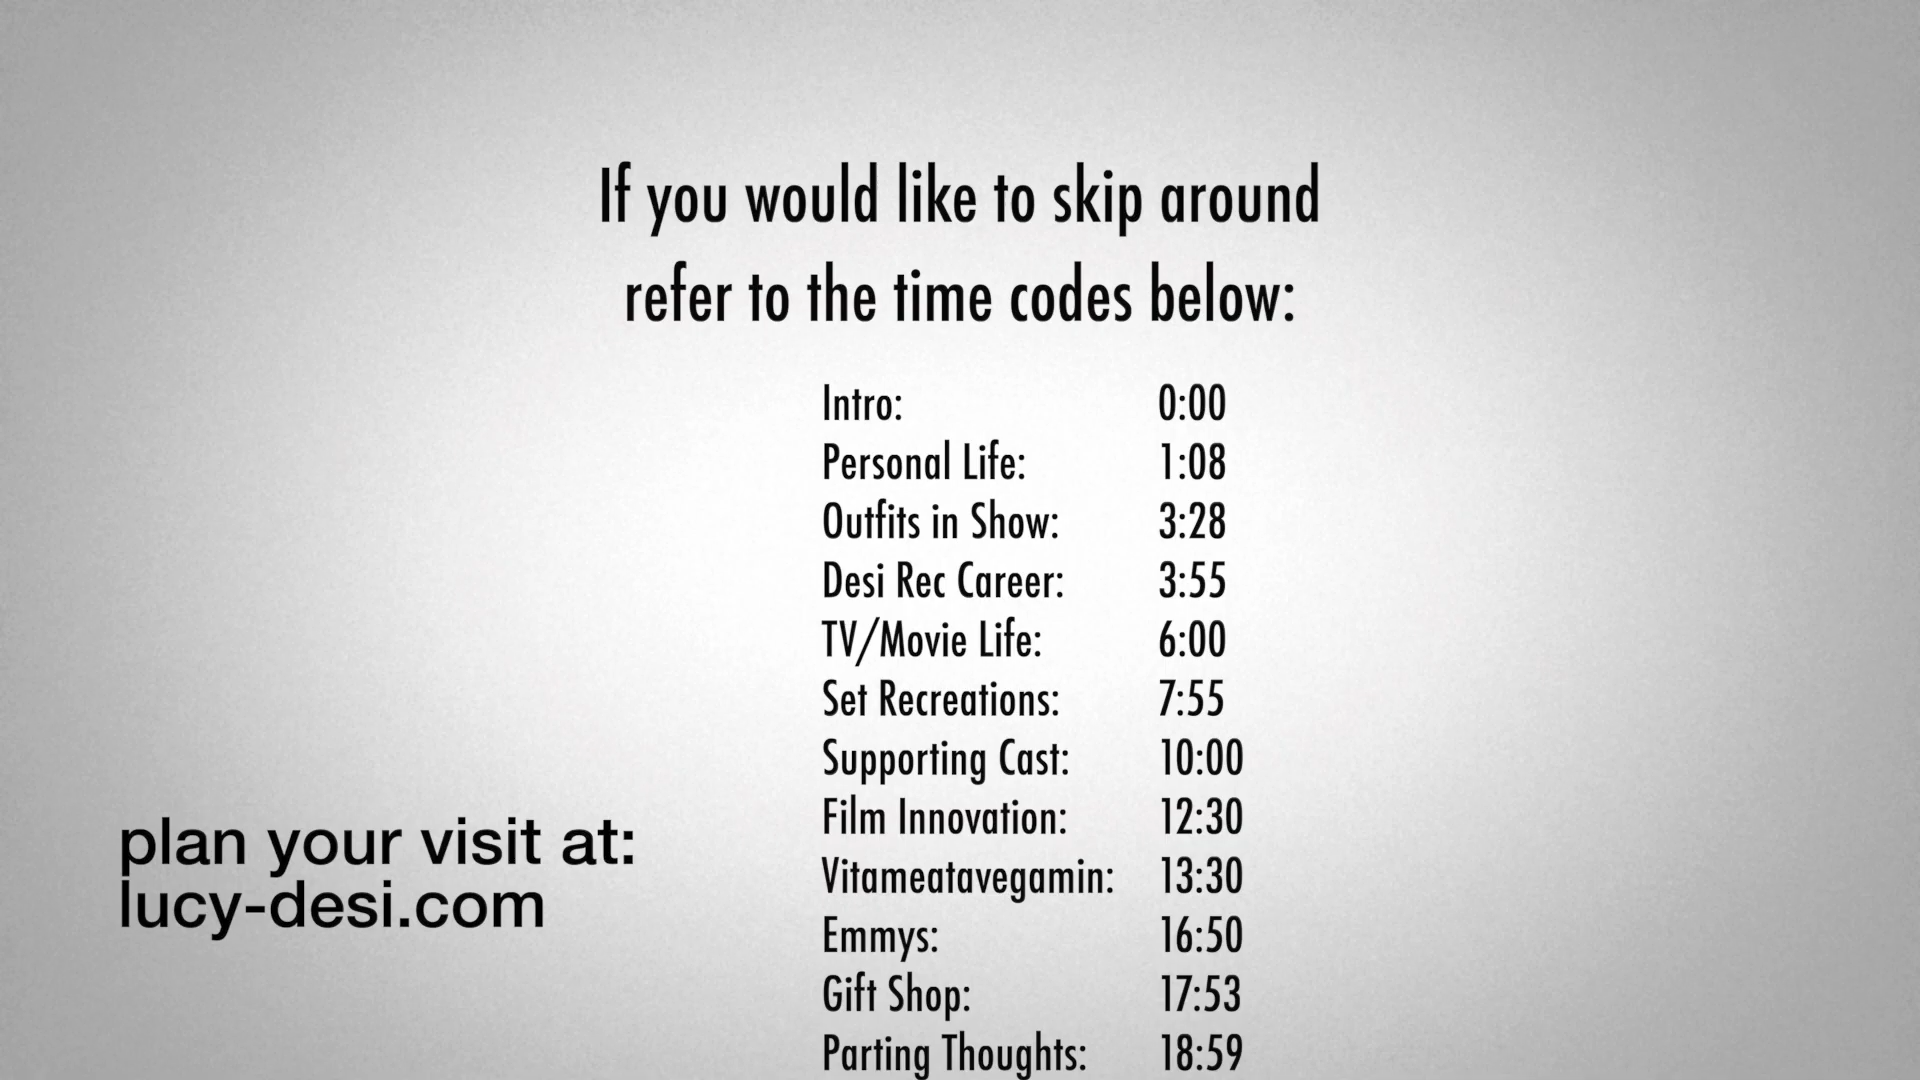 If you would like to skip around
refer to the time codes below:
Intro: 0:00
Personal Life: 1:08
Outfits in Show: 3:28
Desi Rec Career: 3:55
TV/Movie Life: 6:00
Set Recreations: 7:55
Supporting Cast: 10:00
Film Innovation: 12:30
Vitameatavegamin: 13:30
Emmys: 16:50
Gift Shop: 17:53
Parting Thoughts: 18:59
plan your visit at:
lucy-desi.com